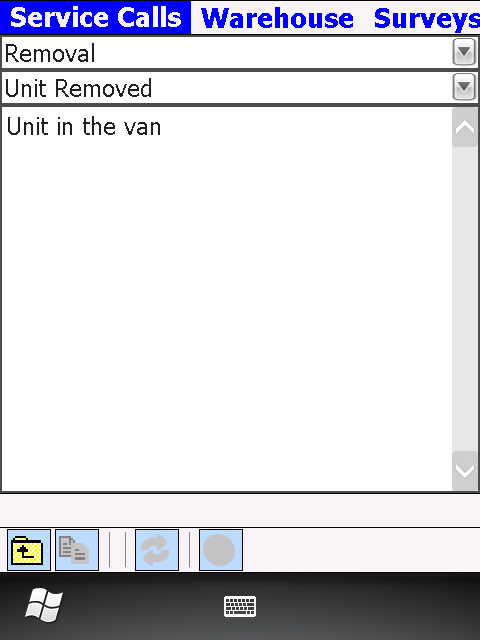 Service Calls Warehouse Surveys
Removal
Unit Removed
Unit in the van